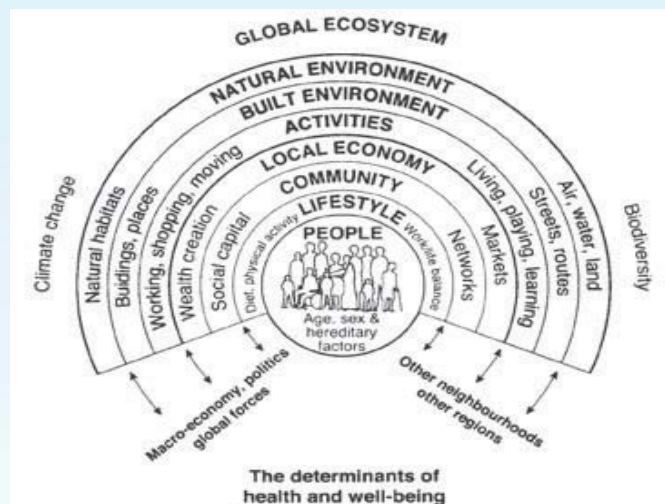 GLOBAL ECOSYSTEM
NATURAL ENVIRONMENT
BUILT ENVIRONMENT
ACTIVITIES
LOCAL ECONOMY
COMMUNITY
LIFESTYLE
PEOPLE
Age, sex &
hereditary
factors
Climate change
Natural habitats
Buidings, places
Working, shopping, moving
Wealth creation
Social capital
Diet, physical activity
Work/life balance
Networks
Markets
Living, playing, learning
Streets, routes
Air, water, land
Biodiversity
Macro-economy, politics
global forces
Other neighbourhoods
other regions
The determinants of
health and well-being